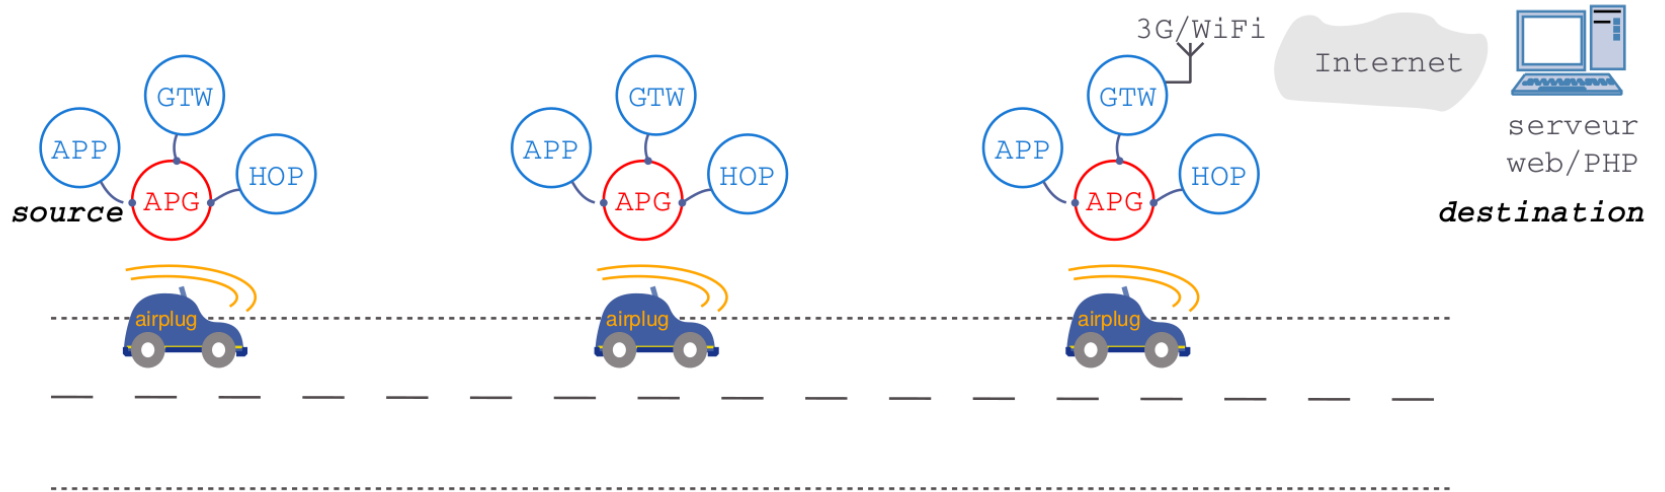 3G/WiFi
Internet
GTW
GTW
GTW
APP
HOP
APP
HOP
APP
HOP
serveur
web/PHP
APG
APG
APG
source
destination
airplug
airplug
airplug